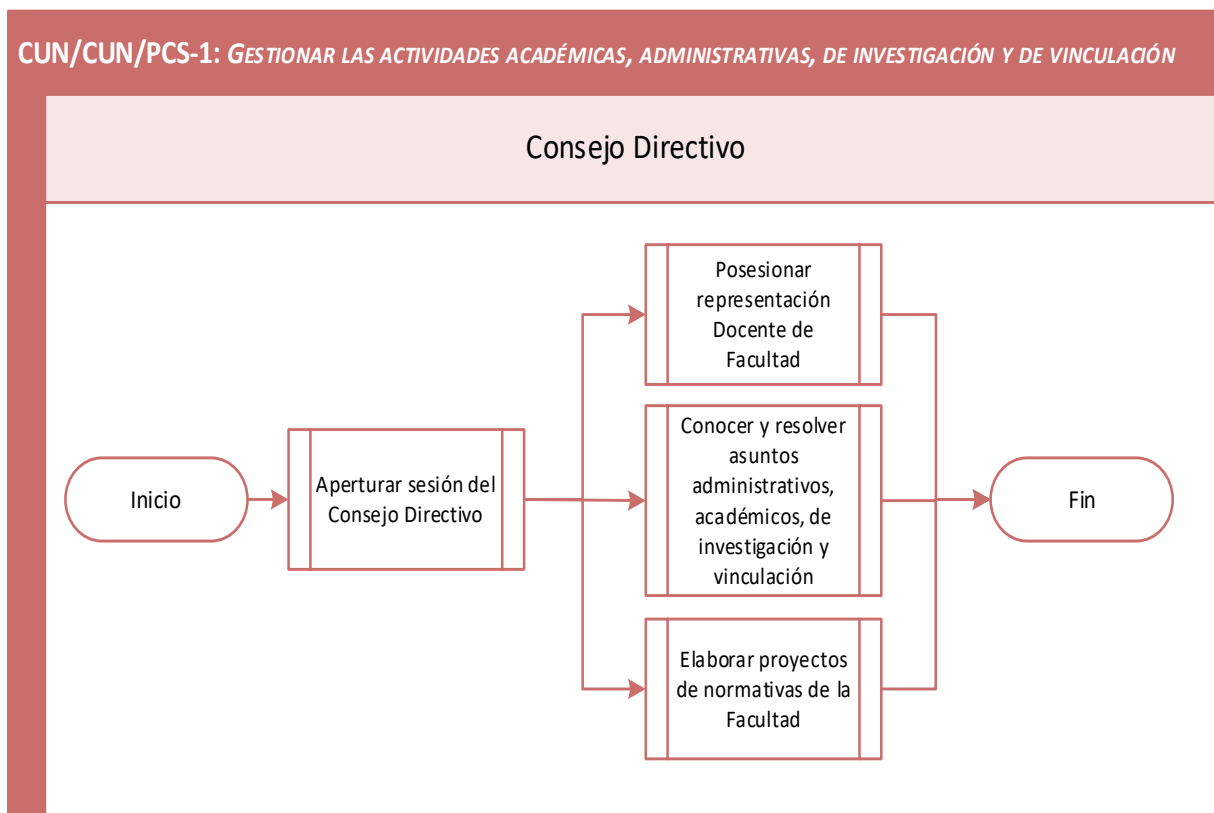 CUN/CUN/PCS-1: GESTIONAR LAS ACTIVIDADES ACADÉMICAS, ADMINISTRATIVAS, DE INVESTIGACIÓN Y DE VINCULACIÓN
Consejo Directivo
Inicio
Aperturar sesión del
Consejo Directivo
Posesionar
representación
Docente de
Facultad
Conocer y resolver
asuntos
administrativos,
académicos, de
investigación y
vinculación
Elaborar proyectos
de normativas de la
Facultad
Fin